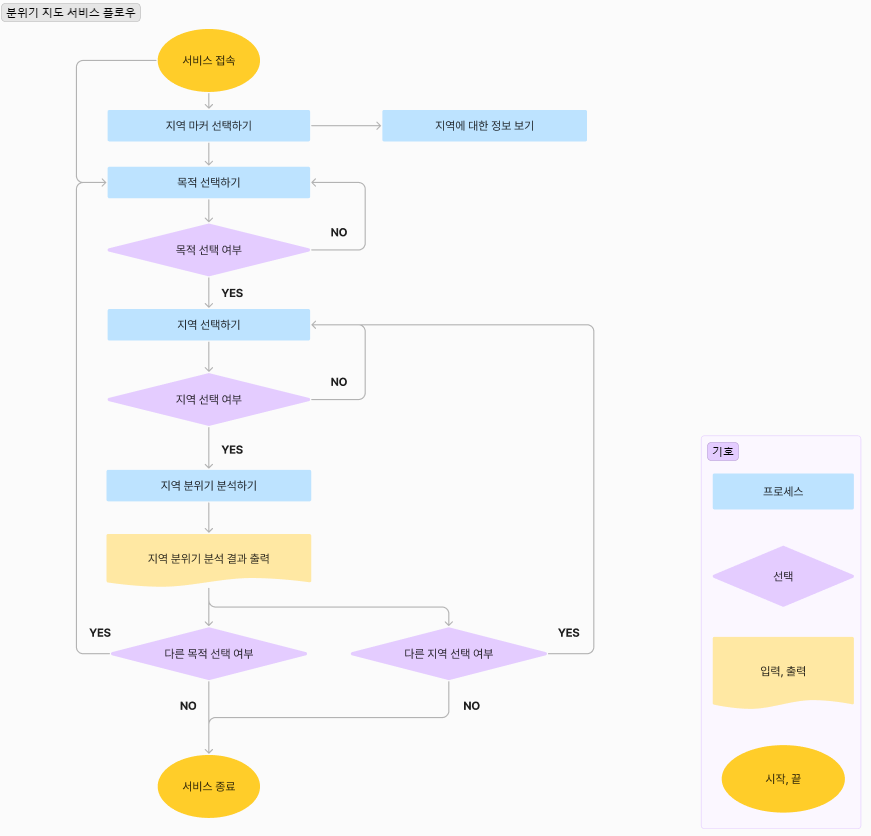 분위기 지도 서비스 플로우
서비스 접속
지역 마커 선택하기
지역에 대한 정보 보기
목적 선택하기
NO
목적 선택 여부
YES
지역 선택하기
NO
지역 선택 여부
YES
지역 분위기 분석하기
지역 분위기 분석 결과 출력
YES
YES
다른 목적 선택 여부
다른 지역 선택 여부
NO
NO
서비스 종료
기호
프로세스
선택
입력, 출력
시작, 끝